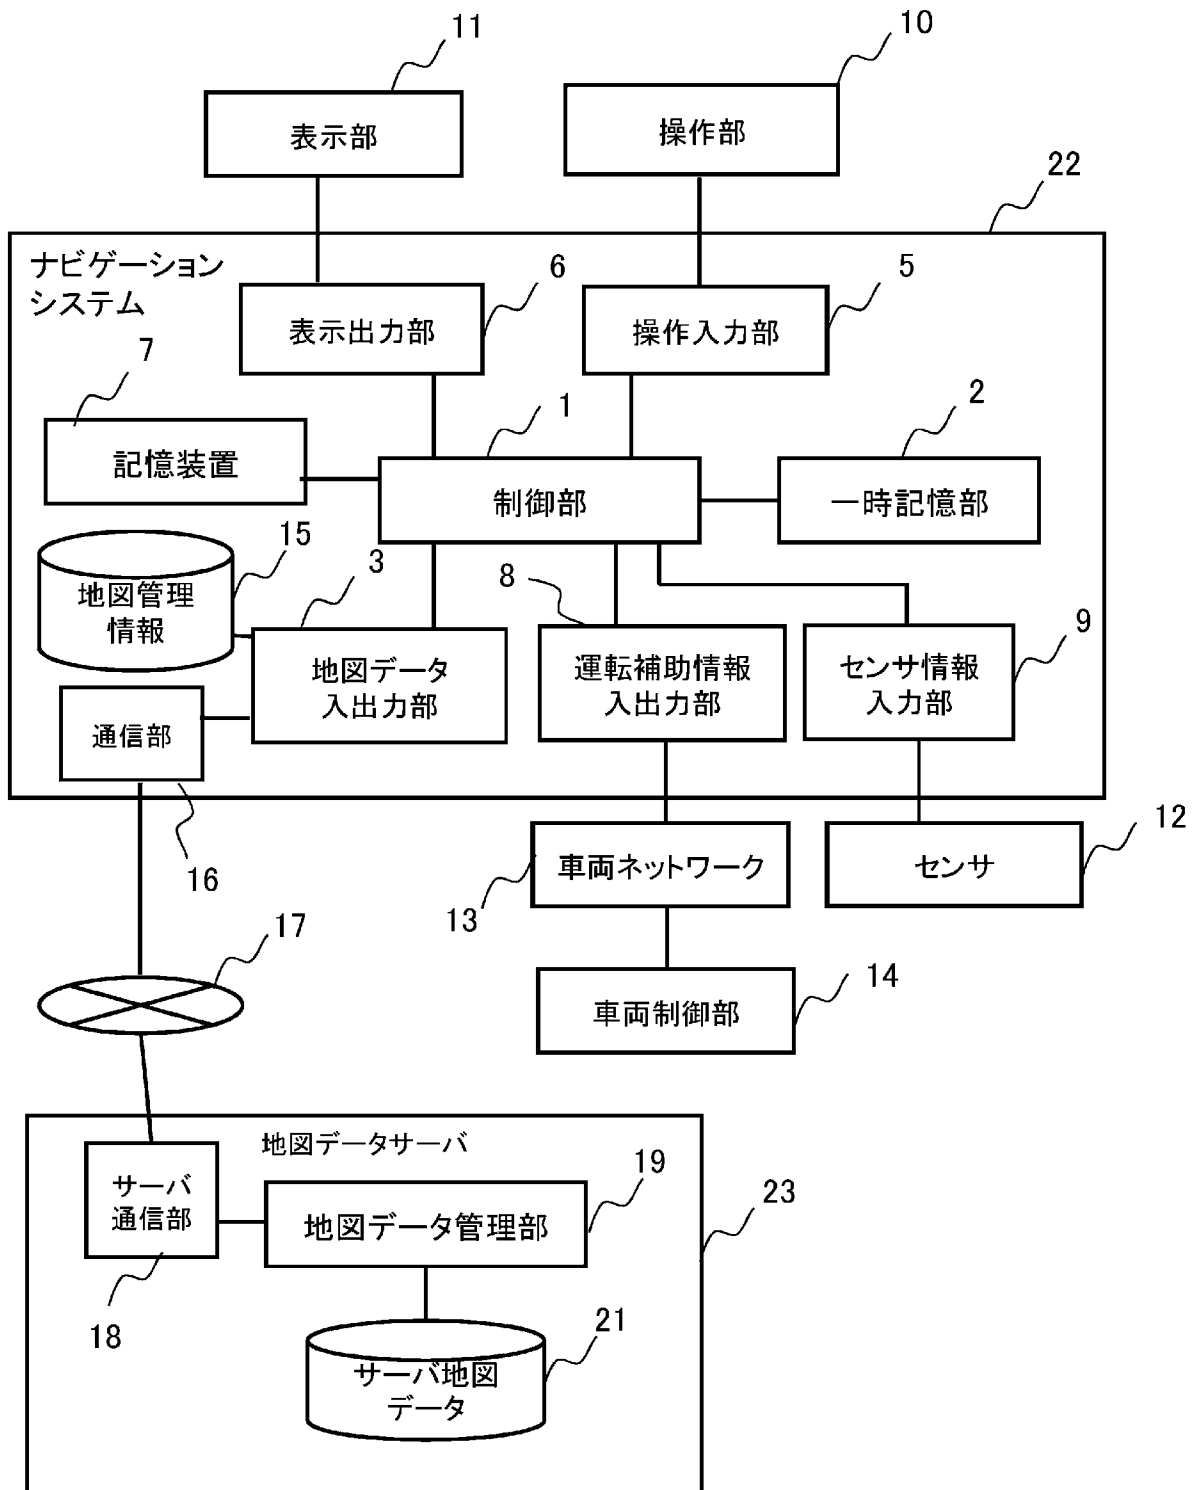 11
10
表示部
操作部
22
ナビゲーション
システム
6
5
表示出力部
操作入力部
7
1
2
記憶装置
制御部
一時記憶部
15
3
8
9
地図管理
情報
地図データ
入出力部
運転補助情報
入出力部
センサ情報
入力部
通信部
16
12
車両ネットワーク
センサ
13
17
14
車両制御部
地図データサーバ
サーバ
通信部
19
23
地図データ管理部
18
21
サーバ地図
データ